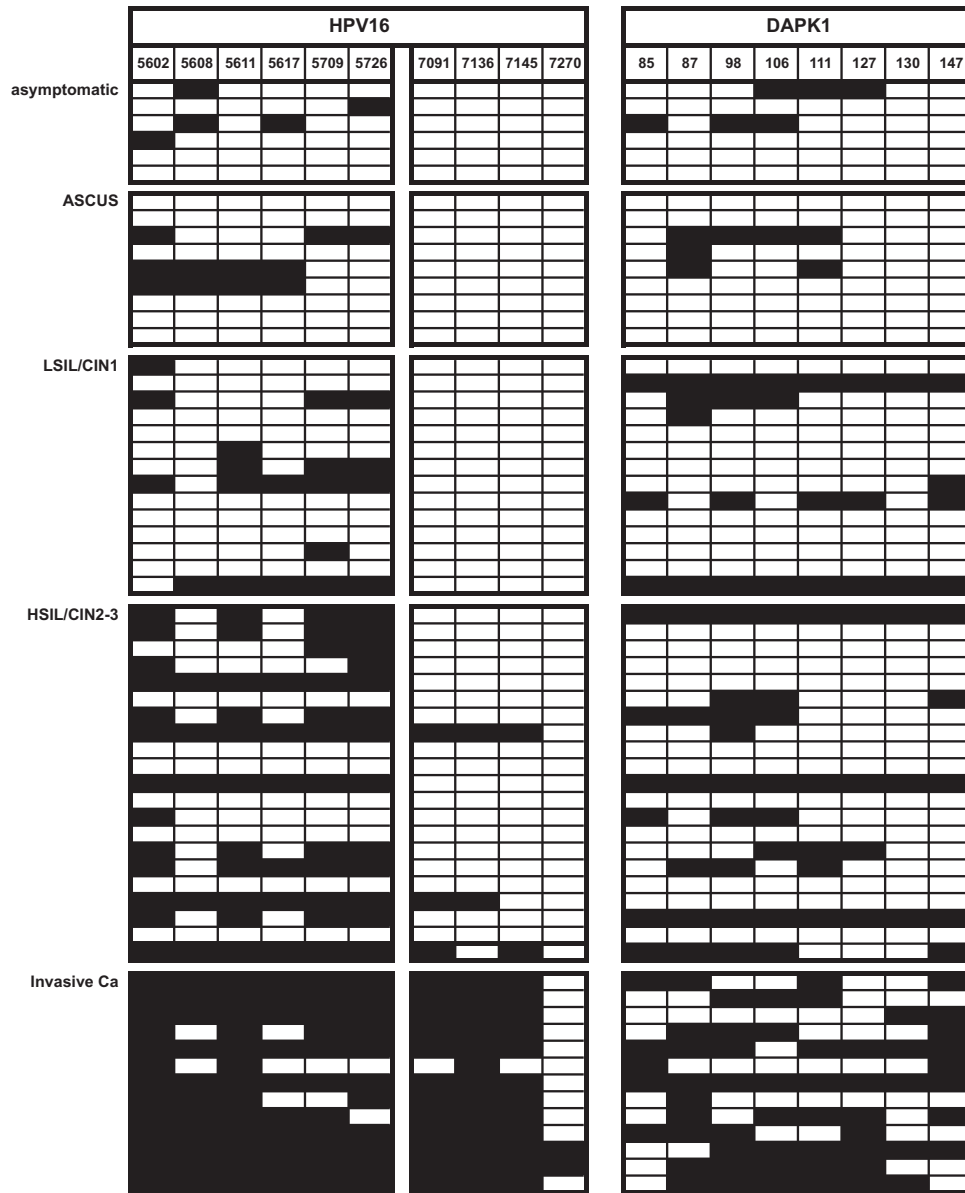 HPV16 DAPK1
5602 5608 5611 5617 5709 5726 7091 7136 7145 7270 85 87 98 106 111 127 130 147
asymptomatic
ASCUS
LSIL/CIN1
HSIL/CIN2-3
Invasive Ca